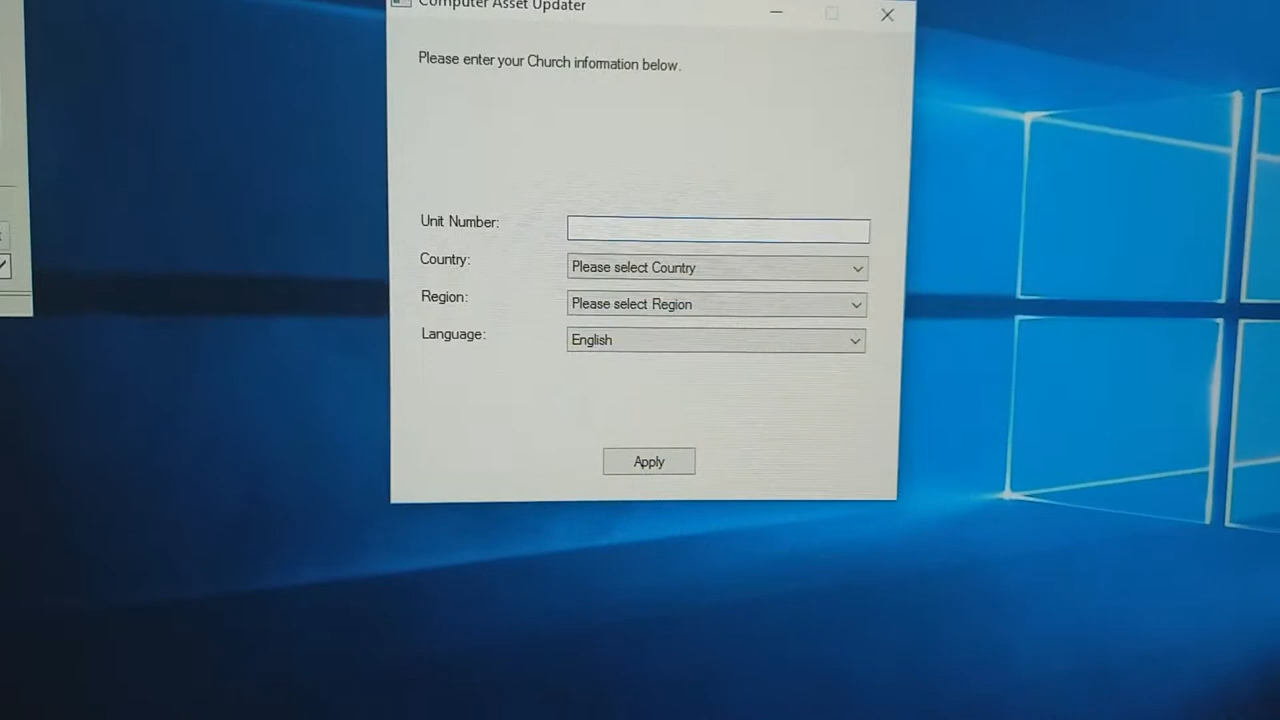 Computer Asset Updater
Please enter your Church information below.
Unit Number:
Country:
Please select Country
Region:
Please select Region
Language:
English
Apply